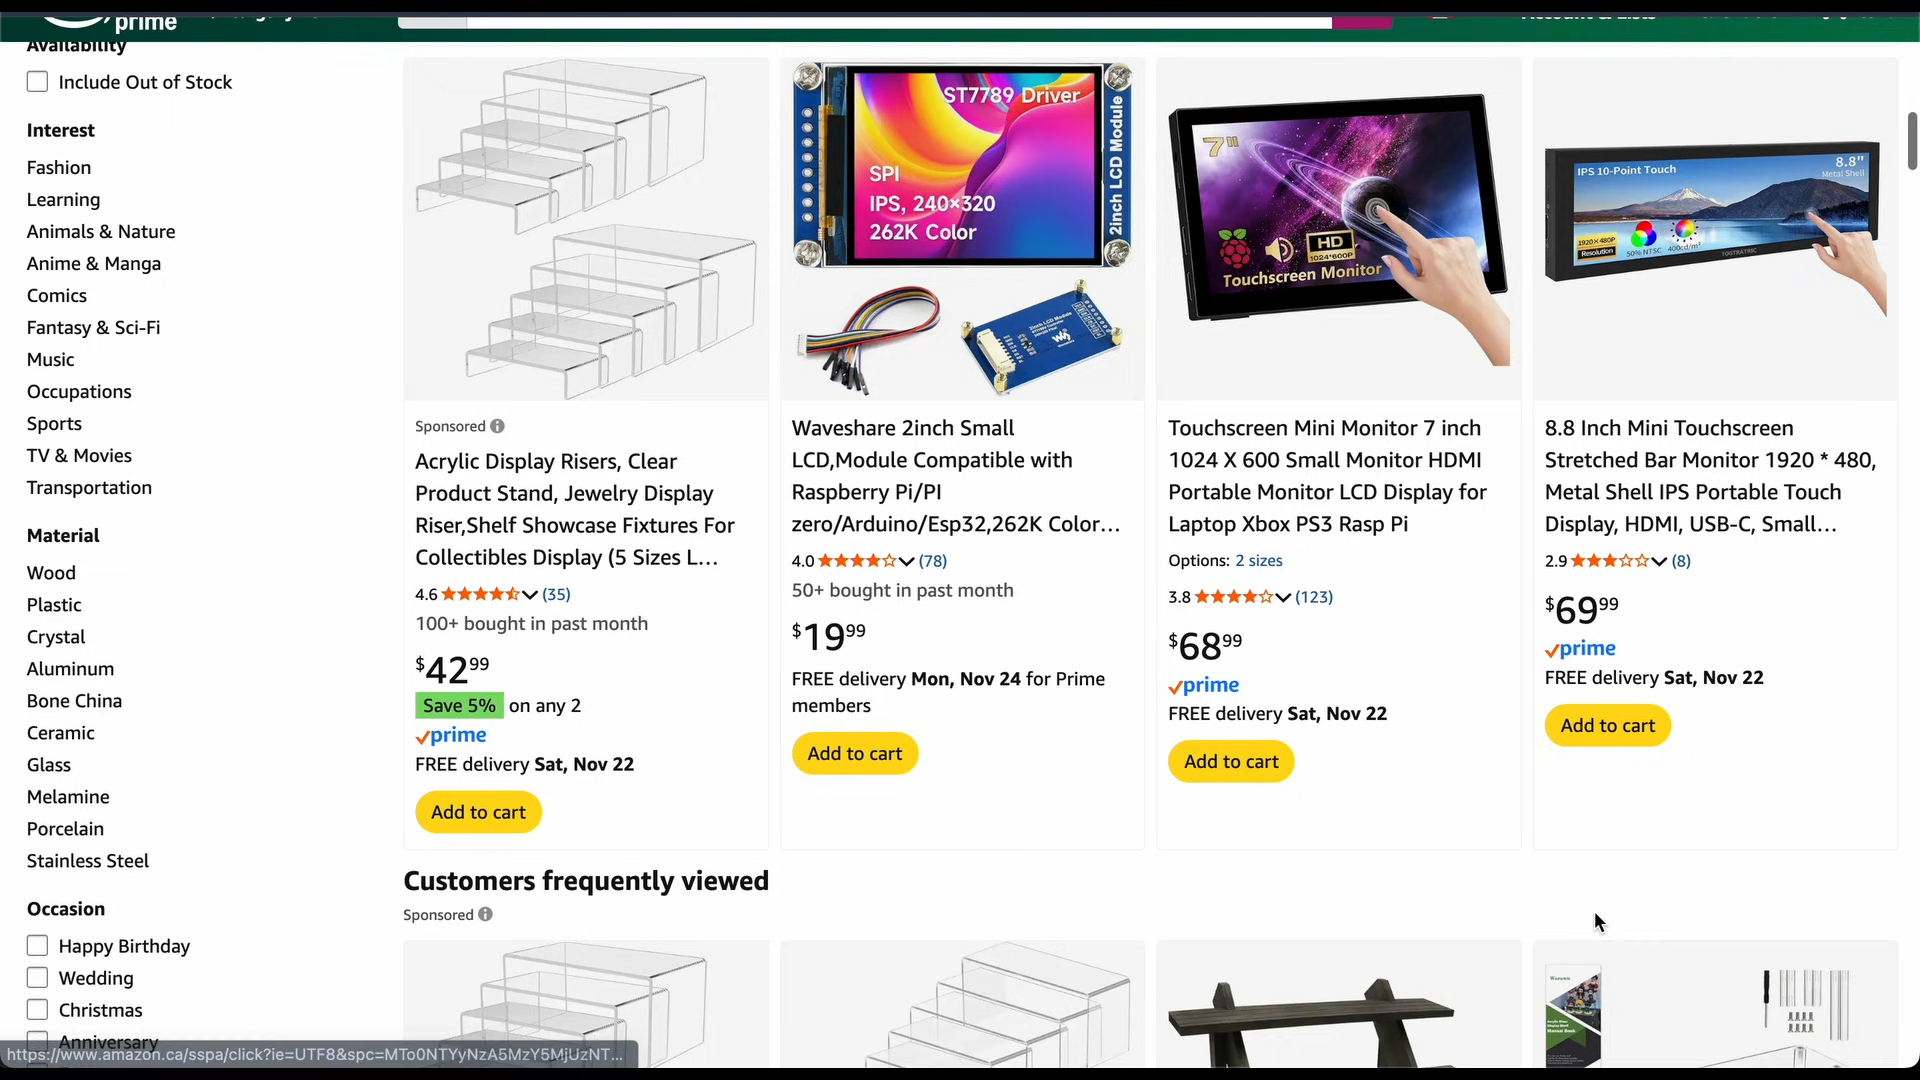 prime
Account & Lists
Availability
Include Out of Stock
Interest
Fashion
Learning
Animals & Nature
Anime & Manga
Comics
Fantasy & Sci-Fi
Music
Occupations
Sports
TV & Movies
Transportation
Material
Wood
Plastic
Crystal
Aluminum
Bone China
Ceramic
Glass
Melamine
Porcelain
Stainless Steel
Occasion
Happy Birthday
Wedding
Christmas
Anniversary
Sponsored
Acrylic Display Risers, Clear
Product Stand, Jewelry Display
Riser,Shelf Showcase Fixtures For
Collectibles Display (5 Sizes L...
4.6 (35)
100+ bought in past month
$42 99
Save 5% on any 2
prime
FREE delivery Sat, Nov 22
Add to cart
ST7789 Driver
SPI
IPS, 240×320
262K Color
2inch LCD Module
Waveshare 2inch Small
LCD,Module Compatible with
Raspberry Pi/PI
zero/Arduino/Esp32,262K Color...
4.0 (78)
50+ bought in past month
$19 99
FREE delivery Mon, Nov 24 for Prime
members
Add to cart
7"
HD
1024*600P
Touchscreen Monitor
Touchscreen Mini Monitor 7 inch
1024 X 600 Small Monitor HDMI
Portable Monitor LCD Display for
Laptop Xbox PS3 Rasp Pi
Options: 2 sizes
3.8 (123)
$68 99
prime
FREE delivery Sat, Nov 22
Add to cart
IPS 10-Point Touch
8.8"
Metal Shell
1920×480P
Resolution
50% NTSC
400cd/m²
8.8 Inch Mini Touchscreen
Stretched Bar Monitor 1920 * 480,
Metal Shell IPS Portable Touch
Display, HDMI, USB-C, Small...
2.9 (8)
$69 99
prime
FREE delivery Sat, Nov 22
Add to cart
Customers frequently viewed
Sponsored
https://www.amazon.ca/sspa/click?ie=UTF8&spc=MTo0NTYyNzA5MzY5MjUzNT...